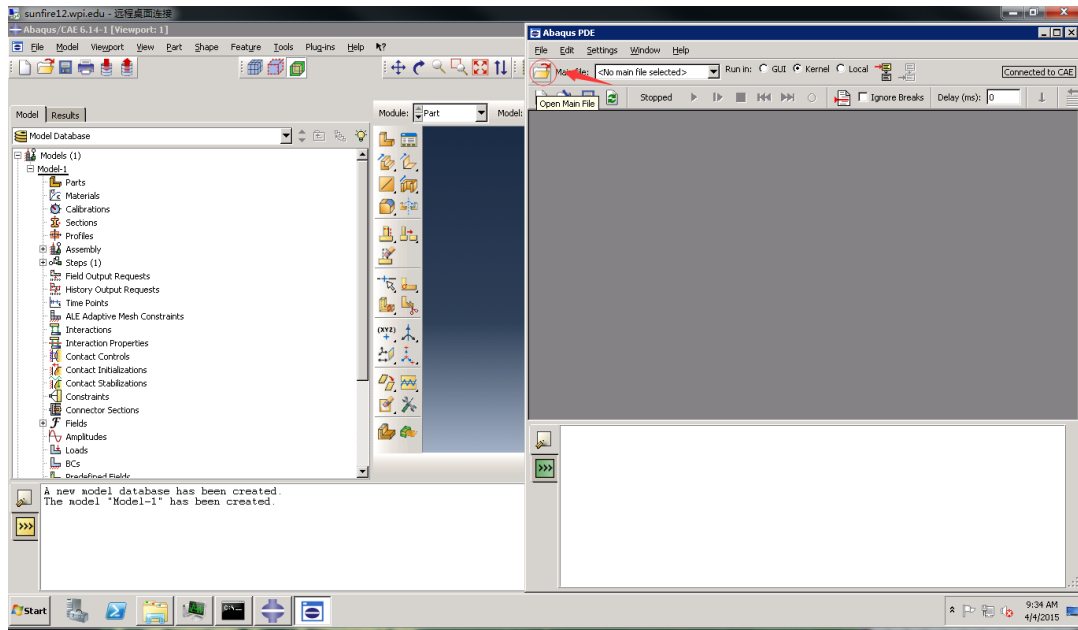 sunfire12.wpi.edu - 远程桌面连接
Abaqus/CAE 6.14-1 [Viewport: 1]
File Model Viewport View Part Shape Feature Tools Plug-ins Help
Model Results
Module: Part Model:
Model Database
Models (1)
Model-1
Parts
Materials
Calibrations
Sections
Profiles
Assembly
Steps (1)
Field Output Requests
History Output Requests
Time Points
ALE Adaptive Mesh Constraints
Interactions
Interaction Properties
Contact Controls
Contact Initializations
Contact Stabilizations
Constraints
Connector Sections
Fields
Amplitudes
Loads
BCs
Predefined Fields
(XYZ)
A new model database has been created.
The model "Model-1" has been created.
>>>
Abaqus PDE
File Edit Settings Window Help
Main file: <No main file selected> Run in: GUI Kernel Local Connected to CAE
Open Main File
Stopped Ignore Breaks Delay (ms): 0
>>>
Start
9:34 AM
4/4/2015